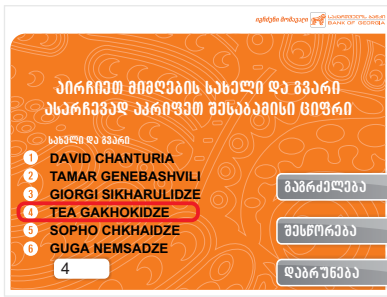 იგრძენი მომავალი
საქართველოს ბანკი
BANK OF GEORGIA
აირჩიეთ მიმღების სახელი და გვარი
ასარჩევად აკრიფეთ შესაბამისი ციფრი
სახელი და გვარი
1 DAVID CHANTURIA
2 TAMAR GENEBASHVILI
3 GIORGI SIKHARULIDZE
გაგრძელება
4 TEA GAKHOKIDZE
5 SOPHO CHKHAIDZE
შესწორება
6 GUGA NEMSADZE
4
დაბრუნება